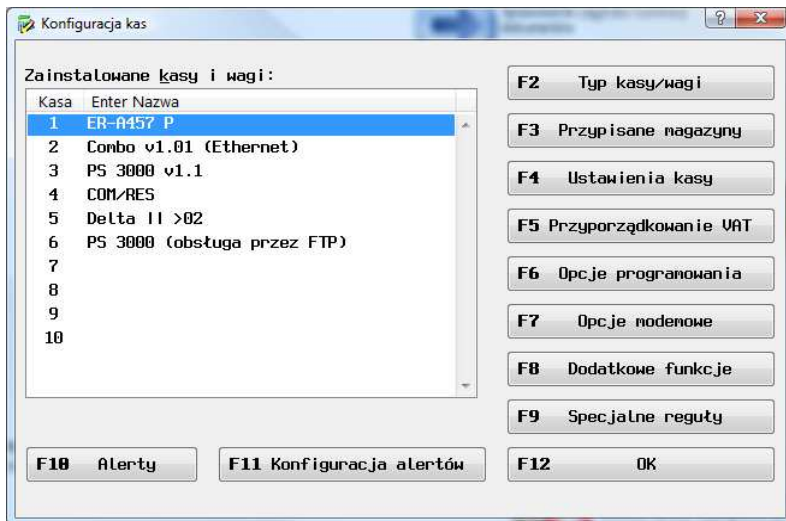 Konfiguracja kas
Zainstalowane kasy i wagi:
Kasa Enter Nazwa
1 ER-A457 P
2 Combo v1.01 (Ethernet)
3 PS 3000 v1.1
4 COM/RES
5 Delta II >02
6 PS 3000 (obsługa przez FTP)
7
8
9
10
F2 Typ kasy/wagi
F3 Przypisane magazyny
F4 Ustawienia kasy
F5 Przyporządkowanie VAT
F6 Opcje programowania
F7 Opcje modemowe
F8 Dodatkowe funkcje
F9 Specjalne reguły
F10 Alerty
F11 Konfiguracja alertów
F12 OK